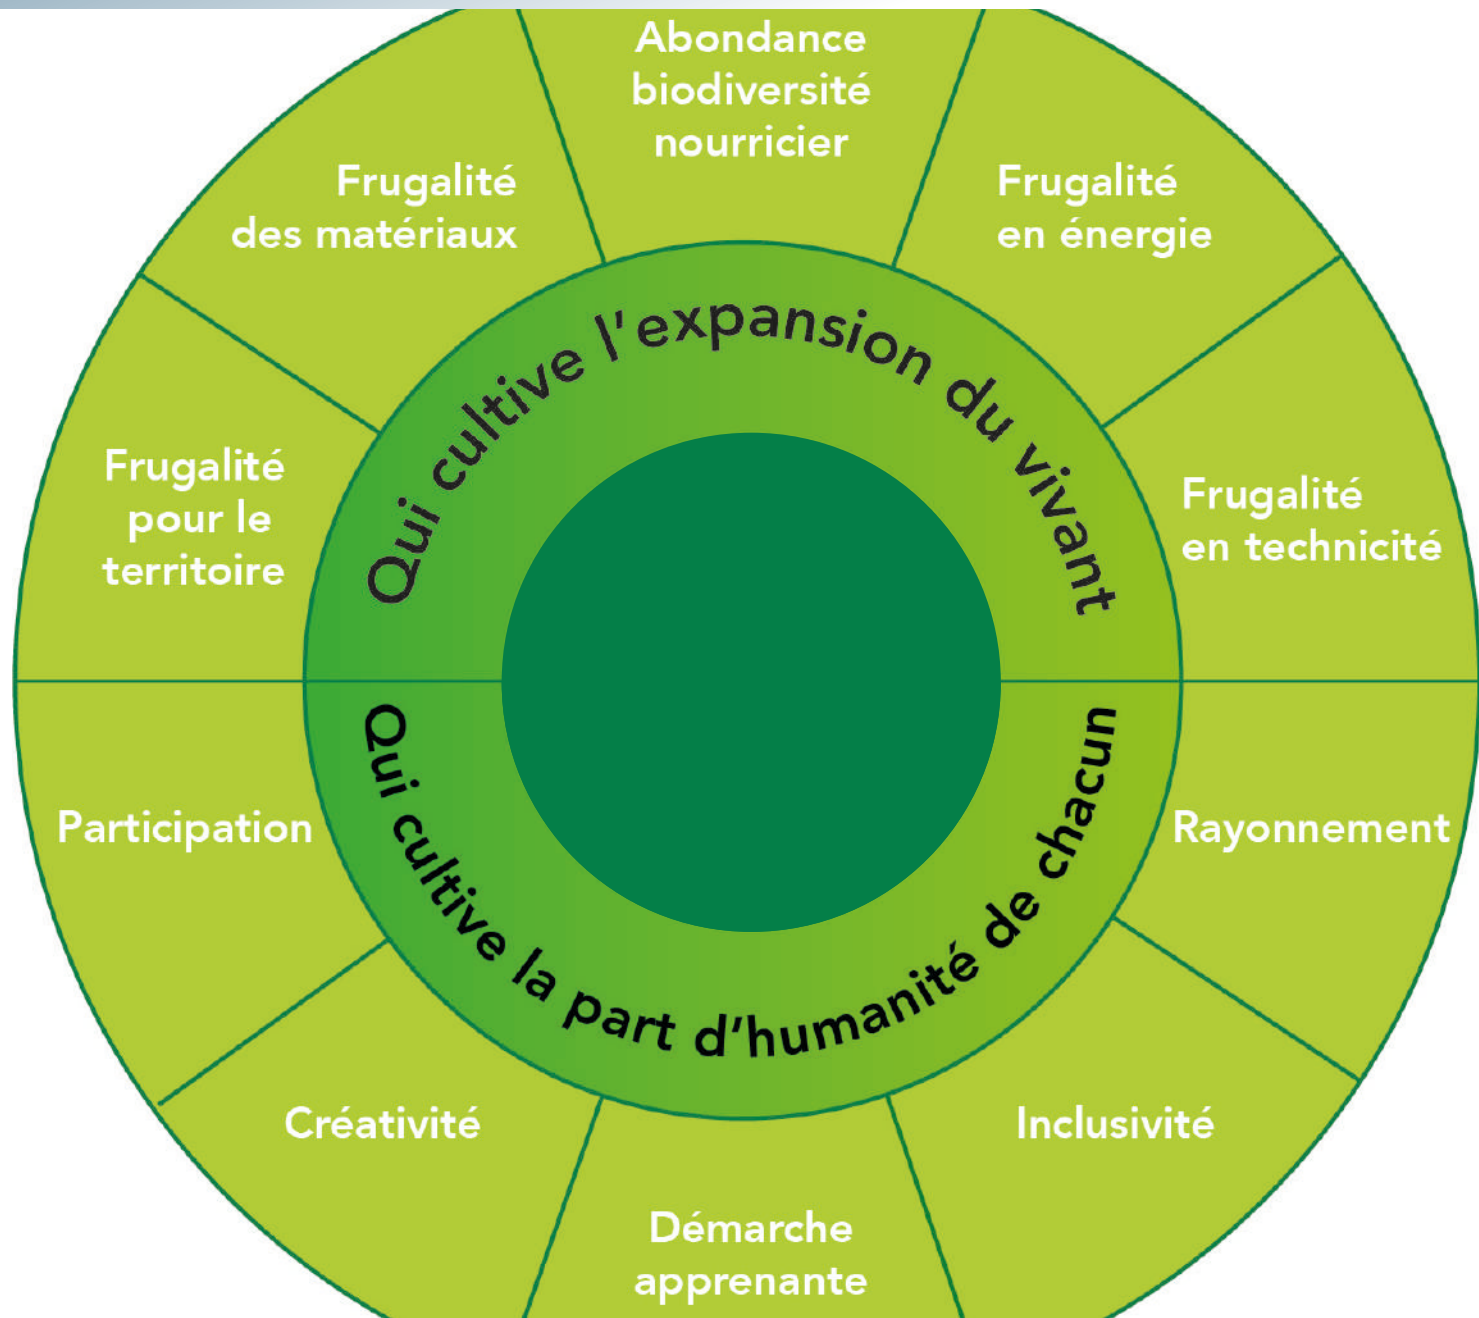 Abondance
biodiversité
nourricier
Frugalité
des matériaux
Frugalité
en énergie
Qui cultive l'expansion du vivant
Frugalité
pour le
territoire
Frugalité
en technicité
Participation
Rayonnement
Qui cultive la part d'humanité de chacun
Créativité
Inclusivité
Démarche
apprenante